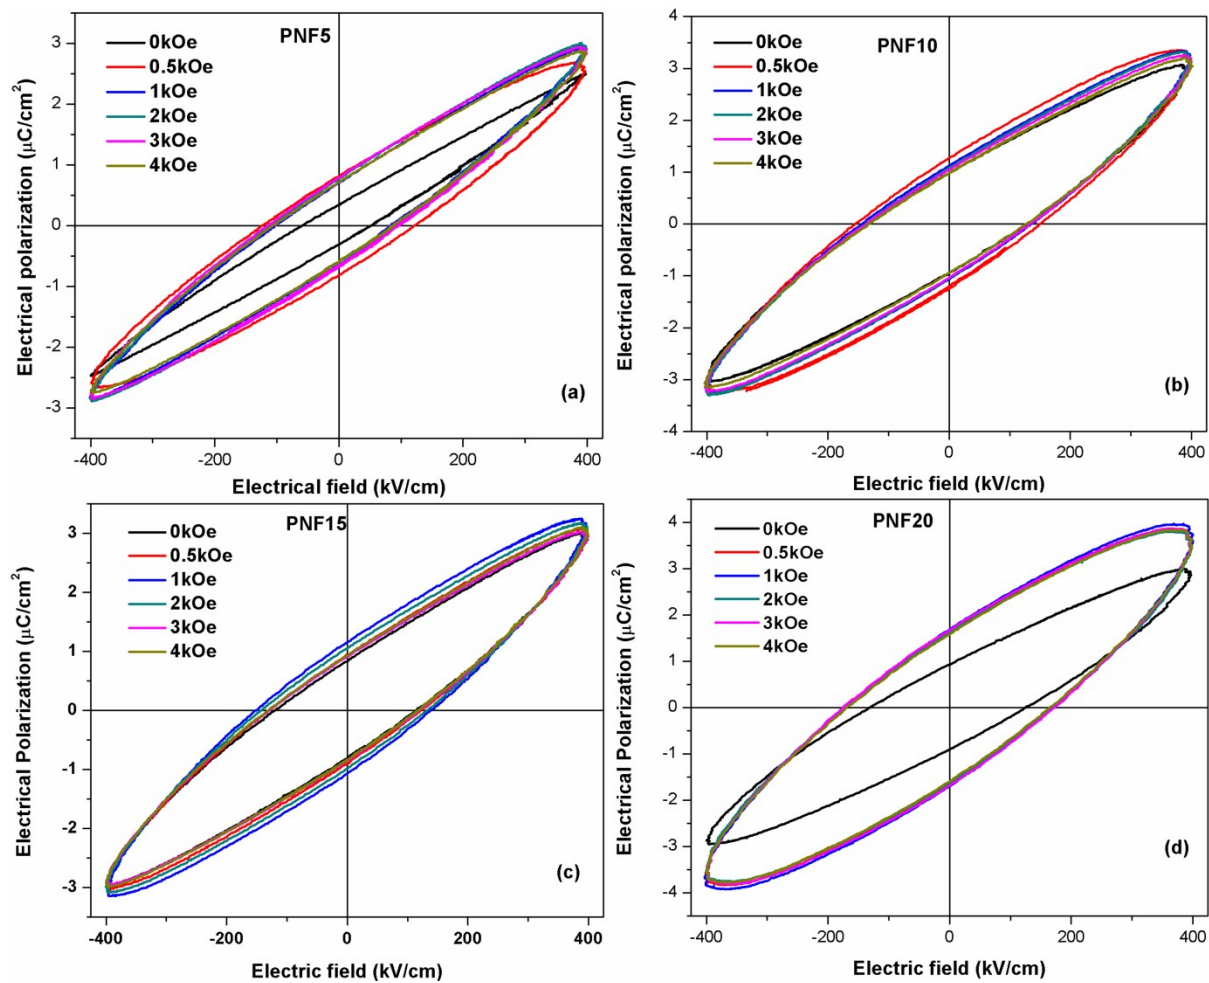 PNF5
0kOe
0.5kOe
1kOe
2kOe
3kOe
4kOe
Electrical polarization (μC/cm²)
3
2
1
0
-1
-2
-3
(a)
-400
-200
0
200
400
Electrical field (kV/cm)
PNF10
0kOe
0.5kOe
1kOe
2kOe
3kOe
4kOe
Electrical polarization (μC/cm²)
4
3
2
1
0
-1
-2
-3
-4
(b)
-400
-200
0
200
400
Electric field (kV/cm)
PNF15
0kOe
0.5kOe
1kOe
2kOe
3kOe
4kOe
Electrical Polarization (μC/cm²)
3
2
1
0
-1
-2
-3
(c)
-400
-200
0
200
400
Electric field (kV/cm)
PNF20
0kOe
0.5kOe
1kOe
2kOe
3kOe
4kOe
Electrical Polarization (μC/cm²)
4
3
2
1
0
-1
-2
-3
-4
(d)
-400
-200
0
200
400
Electric field (kV/cm)